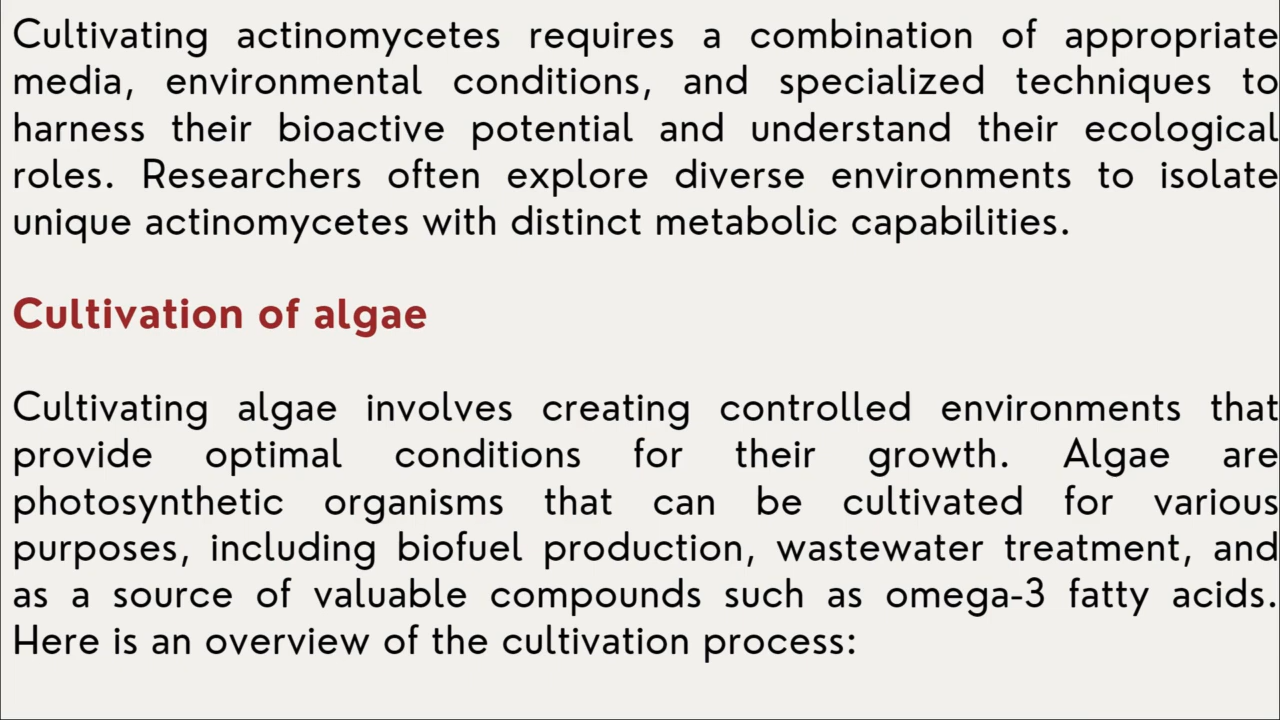 Cultivating actinomycetes requires a combination of appropriate
media, environmental conditions, and specialized techniques to
harness their bioactive potential and understand their ecological
roles. Researchers often explore diverse environments to isolate
unique actinomycetes with distinct metabolic capabilities.
Cultivation of algae
Cultivating algae involves creating controlled environments that
provide optimal conditions for their growth. Algae are
photosynthetic organisms that can be cultivated for various
purposes, including biofuel production, wastewater treatment, and
as a source of valuable compounds such as omega-3 fatty acids.
Here is an overview of the cultivation process: